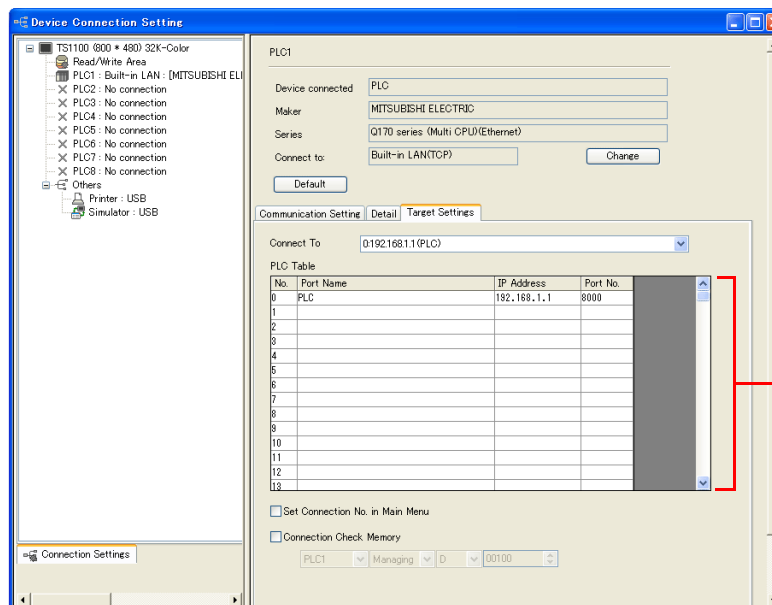 Device Connection Setting
TS1100 (800 * 480) 32K-Color
Read/Write Area
PLC1 : Built-in LAN : [MITSUBISHI ELI
PLC2 : No connection
PLC3 : No connection
PLC4 : No connection
PLC5 : No connection
PLC6 : No connection
PLC7 : No connection
PLC8 : No connection
Others
Printer : USB
Simulator : USB
Connection Settings
PLC1
Device connected PLC
Maker MITSUBISHI ELECTRIC
Series Q170 series (Multi CPU)(Ethernet)
Connect to: Built-in LAN(TCP) Change
Default
Communication Setting Detail Target Settings
Connect To 0:192.168.1.1(PLC)
PLC Table
No. Port Name IP Address Port No.
0 PLC 192.168.1.1 8000
1
2
3
4
5
6
7
8
9
10
11
12
13
Set Connection No. in Main Menu
Connection Check Memory
PLC1 Managing D 00100